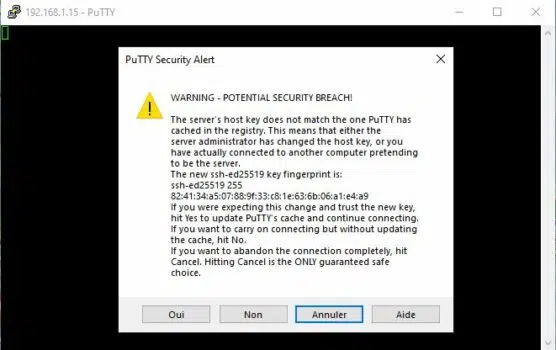 192.168.1.15 - PuTTY
PuTTY Security Alert
WARNING - POTENTIAL SECURITY BREACH!
The server's host key does not match the one PuTTY has
cached in the registry. This means that either the
server administrator has changed the host key, or you
have actually connected to another computer pretending
to be the server.
The new ssh-ed25519 key fingerprint is:
ssh-ed25519 255
82:41:34:a5:07:88:9f:33:c8:1e:63:6b:06:a1:e4:a9
If you were expecting this change and trust the new key,
hit Yes to update PuTTY's cache and continue connecting.
If you want to carry on connecting but without updating
the cache, hit No.
If you want to abandon the connection completely, hit
Cancel. Hitting Cancel is the ONLY guaranteed safe
choice.
Oui Non Annuler Aide